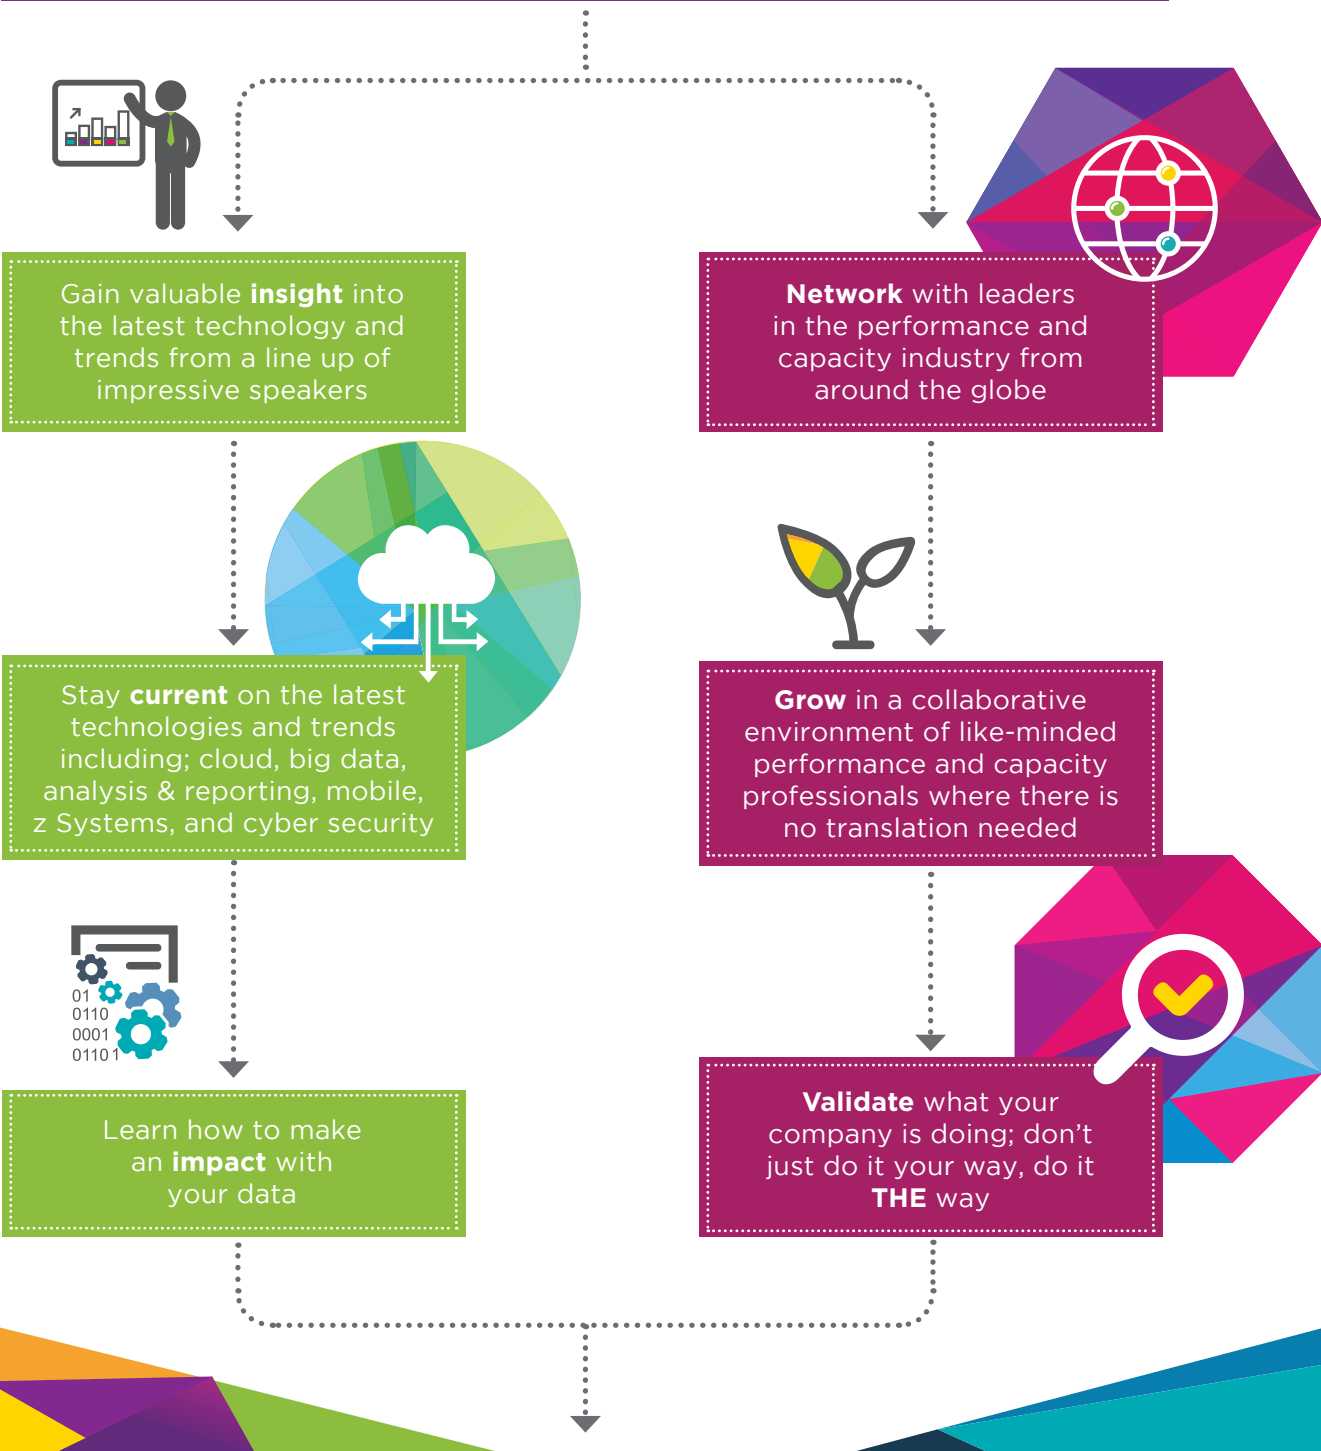 Gain valuable insight into
the latest technology and
trends from a line up of
impressive speakers
Network with leaders
in the performance and
capacity industry from
around the globe
Stay current on the latest
technologies and trends
including; cloud, big data,
analysis & reporting, mobile,
z Systems, and cyber security
Grow in a collaborative
environment of like-minded
performance and capacity
professionals where there is
no translation needed
01
0110
0001
01101
Learn how to make
an impact with
your data
Validate what your
company is doing; don’t
just do it your way, do it
THE way